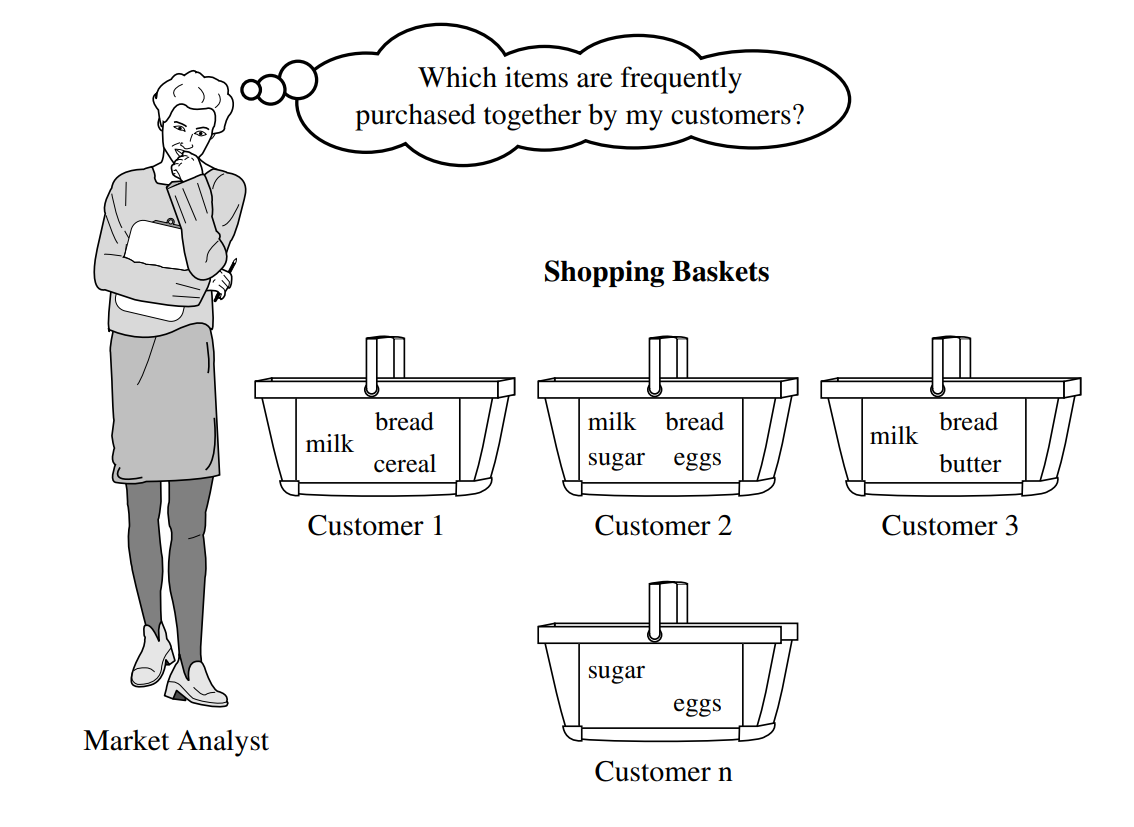 Which items are frequently
purchased together by my customers?
Shopping Baskets
milk
bread
cereal
Customer 1
milk bread
sugar eggs
Customer 2
milk
bread
butter
Customer 3
sugar
eggs
Customer n
Market Analyst